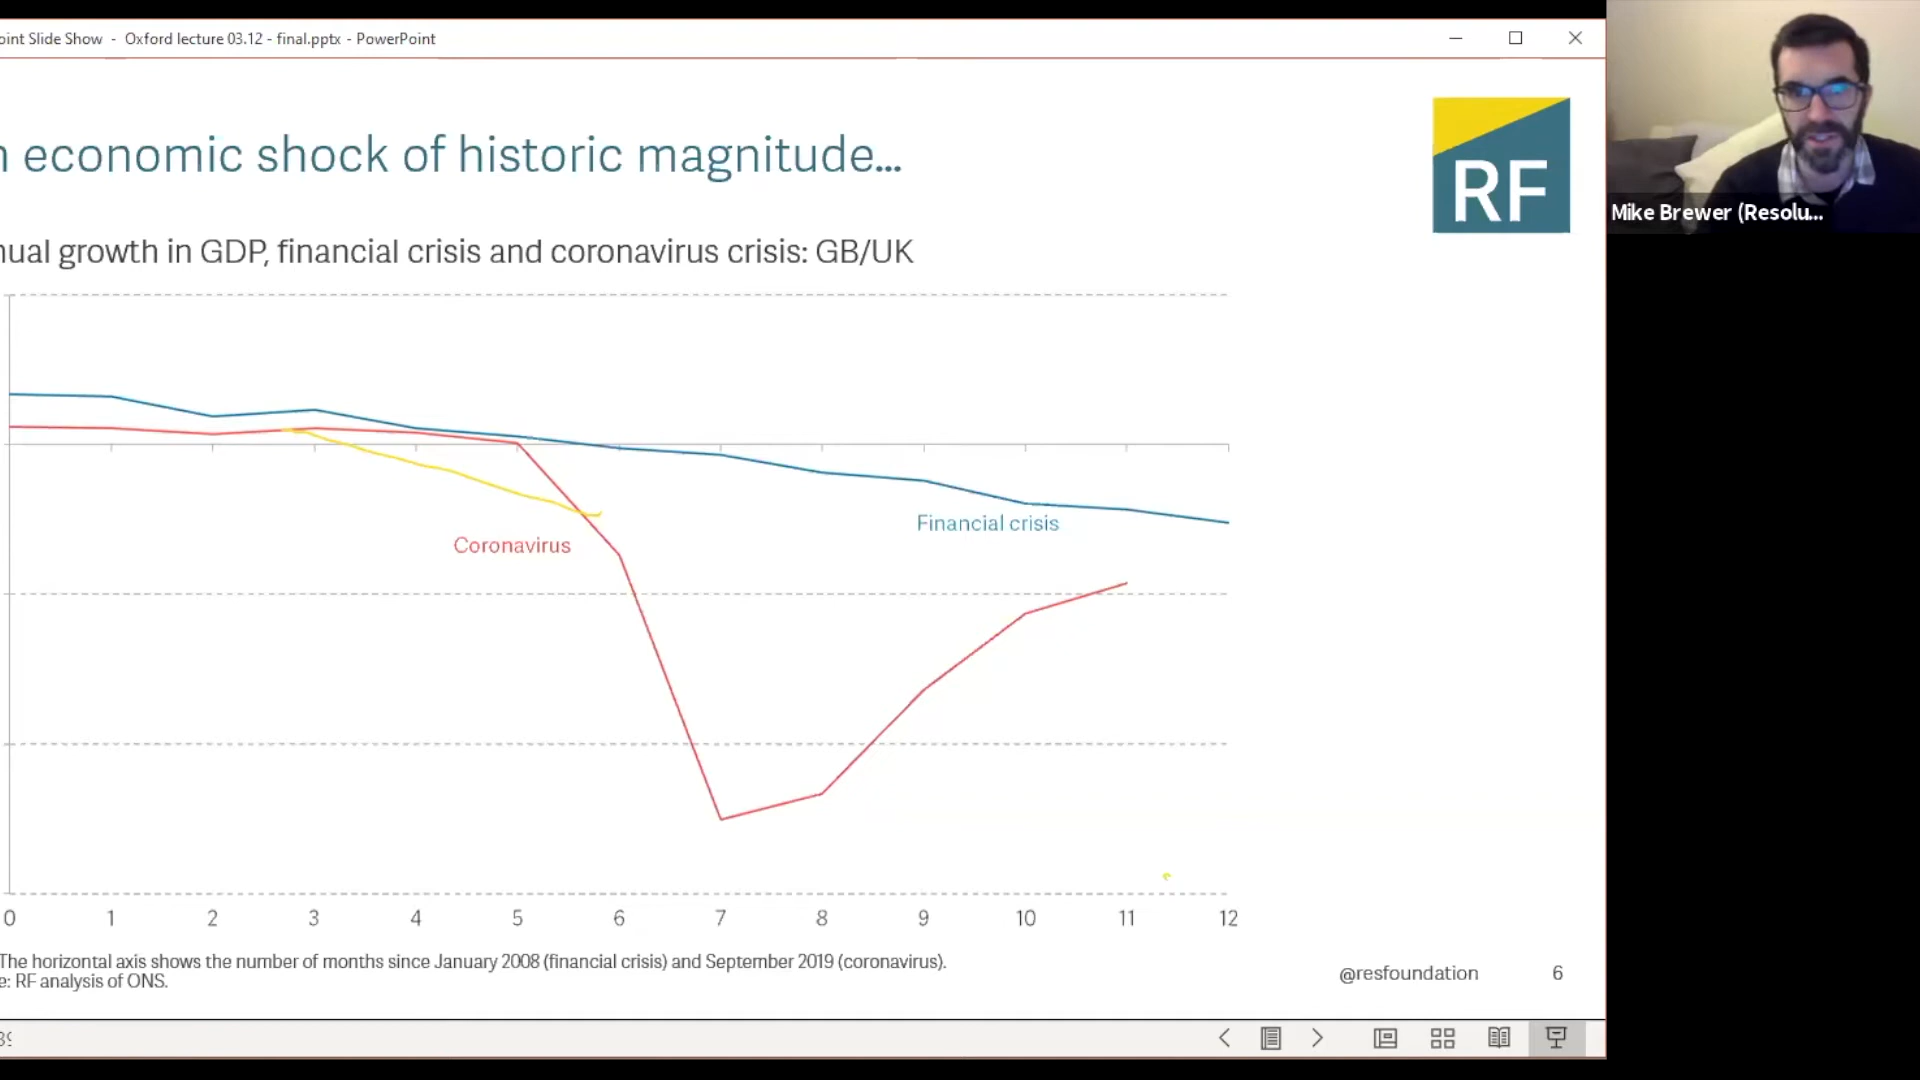 oint Slide Show - Oxford lecture 03.12 - final.pptx - PowerPoint
n economic shock of historic magnitude...
RF
Mike Brewer (Resolu...
nual growth in GDP, financial crisis and coronavirus crisis: GB/UK
Financial crisis
Coronavirus
0 1 2 3 4 5 6 7 8 9 10 11 12
The horizontal axis shows the number of months since January 2008 (financial crisis) and September 2019 (coronavirus).
e: RF analysis of ONS.
@resfoundation 6